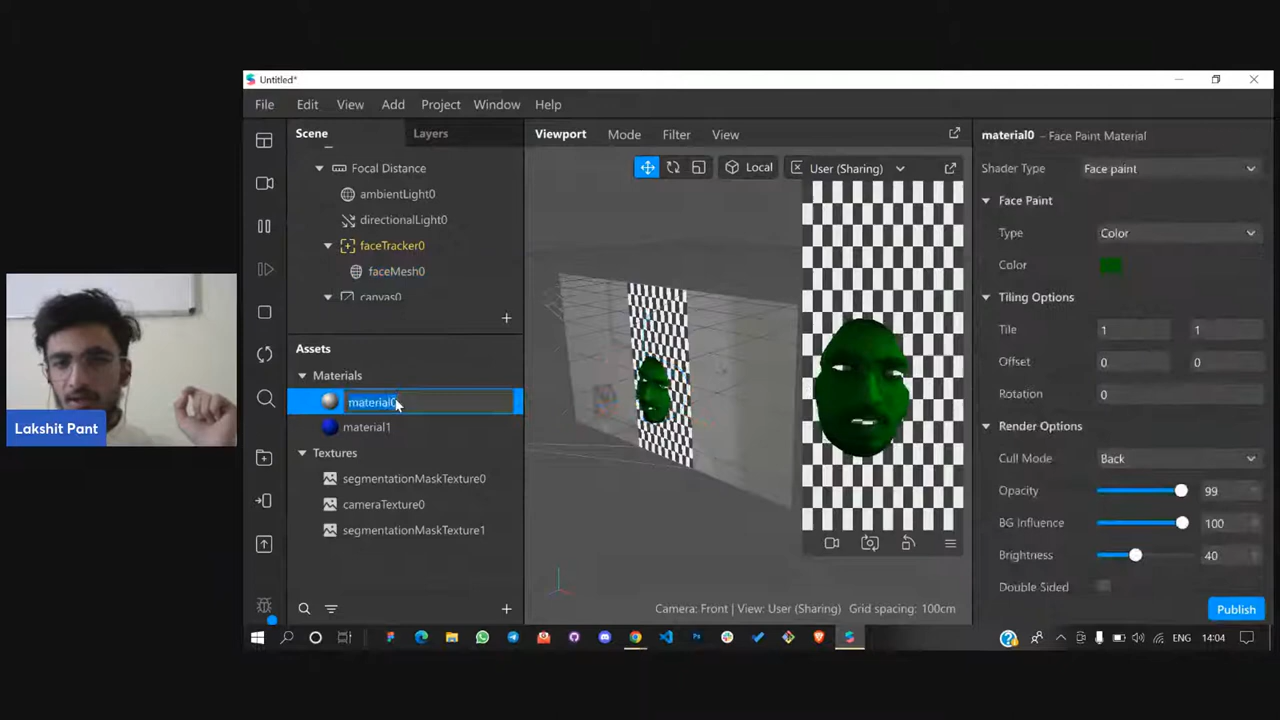 Untitled*
File Edit View Add Project Window Help
Scene Layers
Focal Distance
ambientLight0
directionalLight0
faceTracker0
faceMesh0
canvas0
Assets
Materials
material0
material1
Textures
segmentationMaskTexture0
cameraTexture0
segmentationMaskTexture1
Viewport Mode Filter View
Local
User (Sharing)
Camera: Front | View: User (Sharing) Grid spacing: 100cm
material0 – Face Paint Material
Shader Type Face paint
Face Paint
Type Color
Color
Tiling Options
Tile 1 1
Offset 0 0
Rotation 0
Render Options
Cull Mode Back
Opacity 99
BG Influence 100
Brightness 40
Double Sided
Publish
Lakshit Pant
ENG 14:04